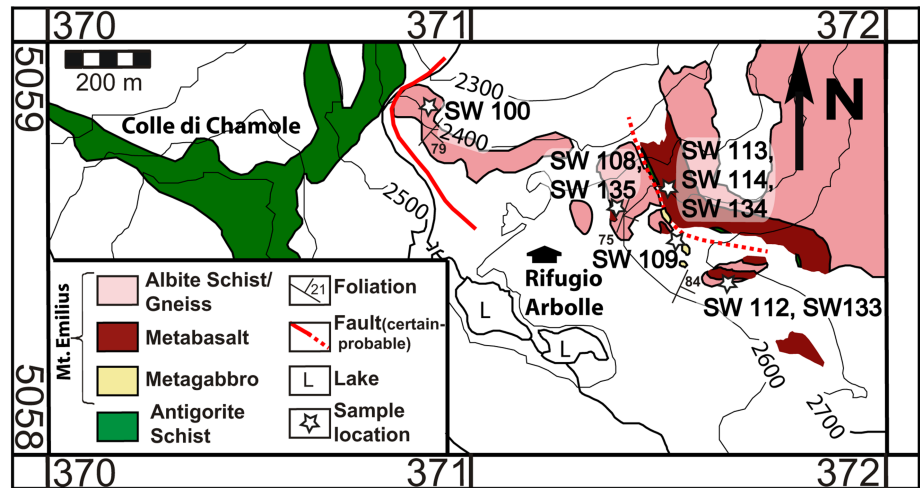 370
371
372
5059
5058
200 m
2300
N
Colle di Chamole
SW 100
2400
79
SW 108,
SW 135
SW 113,
SW 114,
SW 134
2500
75
SW 109
Rifugio
Arbolle
84
SW 112, SW133
L
L
2600
2700
Mt. Emilius
Albite Schist/
Gneiss
Metabasalt
Metagabbro
Antigorite
Schist
21
Foliation
Fault(certain-
probable)
L
Lake
Sample
location
370
371
372